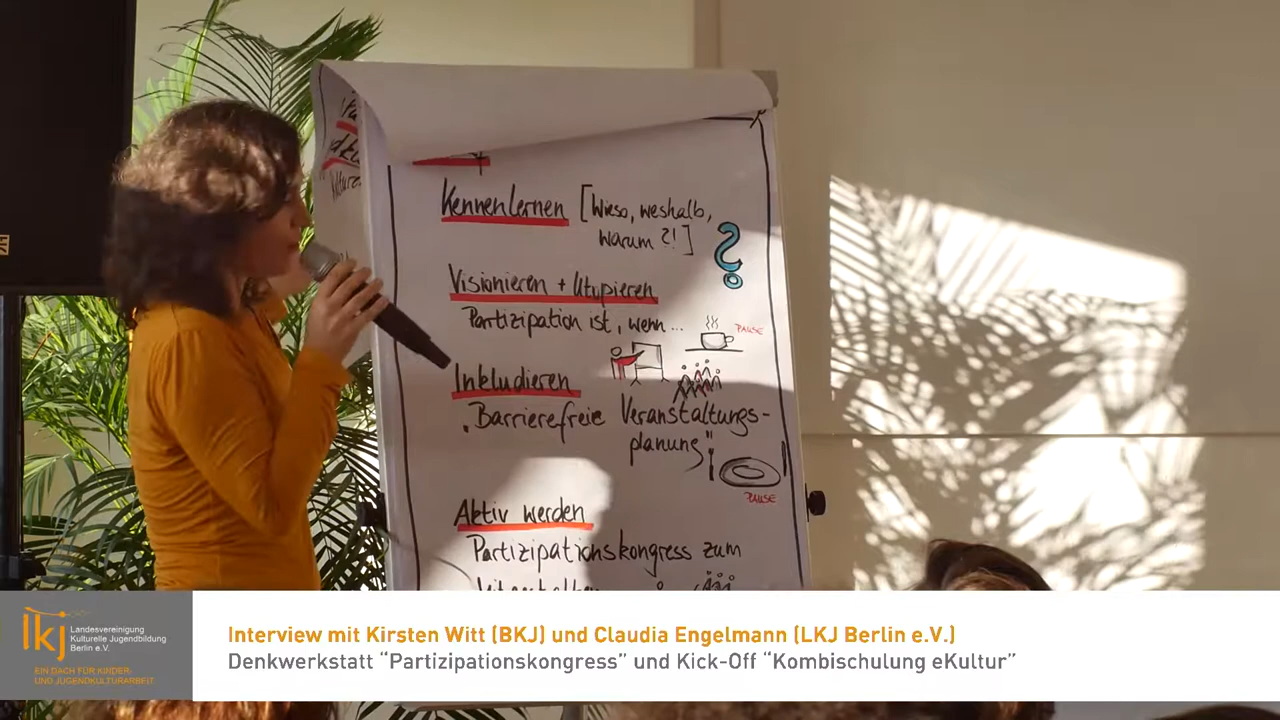 Kennenlernen [Wieso, weshalb,
warum ?!]
Visionieren + Utopieren
Partizipation ist, wenn ...
PAUSE
Inkludieren
"Barrierefreie Veranstaltungs-
planung"
PAUSE
Aktiv werden
Partizipationskongress zum
Mitgestalten
lkj
Landesvereinigung
Kulturelle Jugendbildung
Berlin e.V.
EIN DACH FÜR KINDER-
UND JUGENDKULTURARBEIT
Interview mit Kirsten Witt (BKJ) und Claudia Engelmann (LKJ Berlin e.V.)
Denkwerkstatt “Partizipationskongress” und Kick-Off “Kombischulung eKultur”